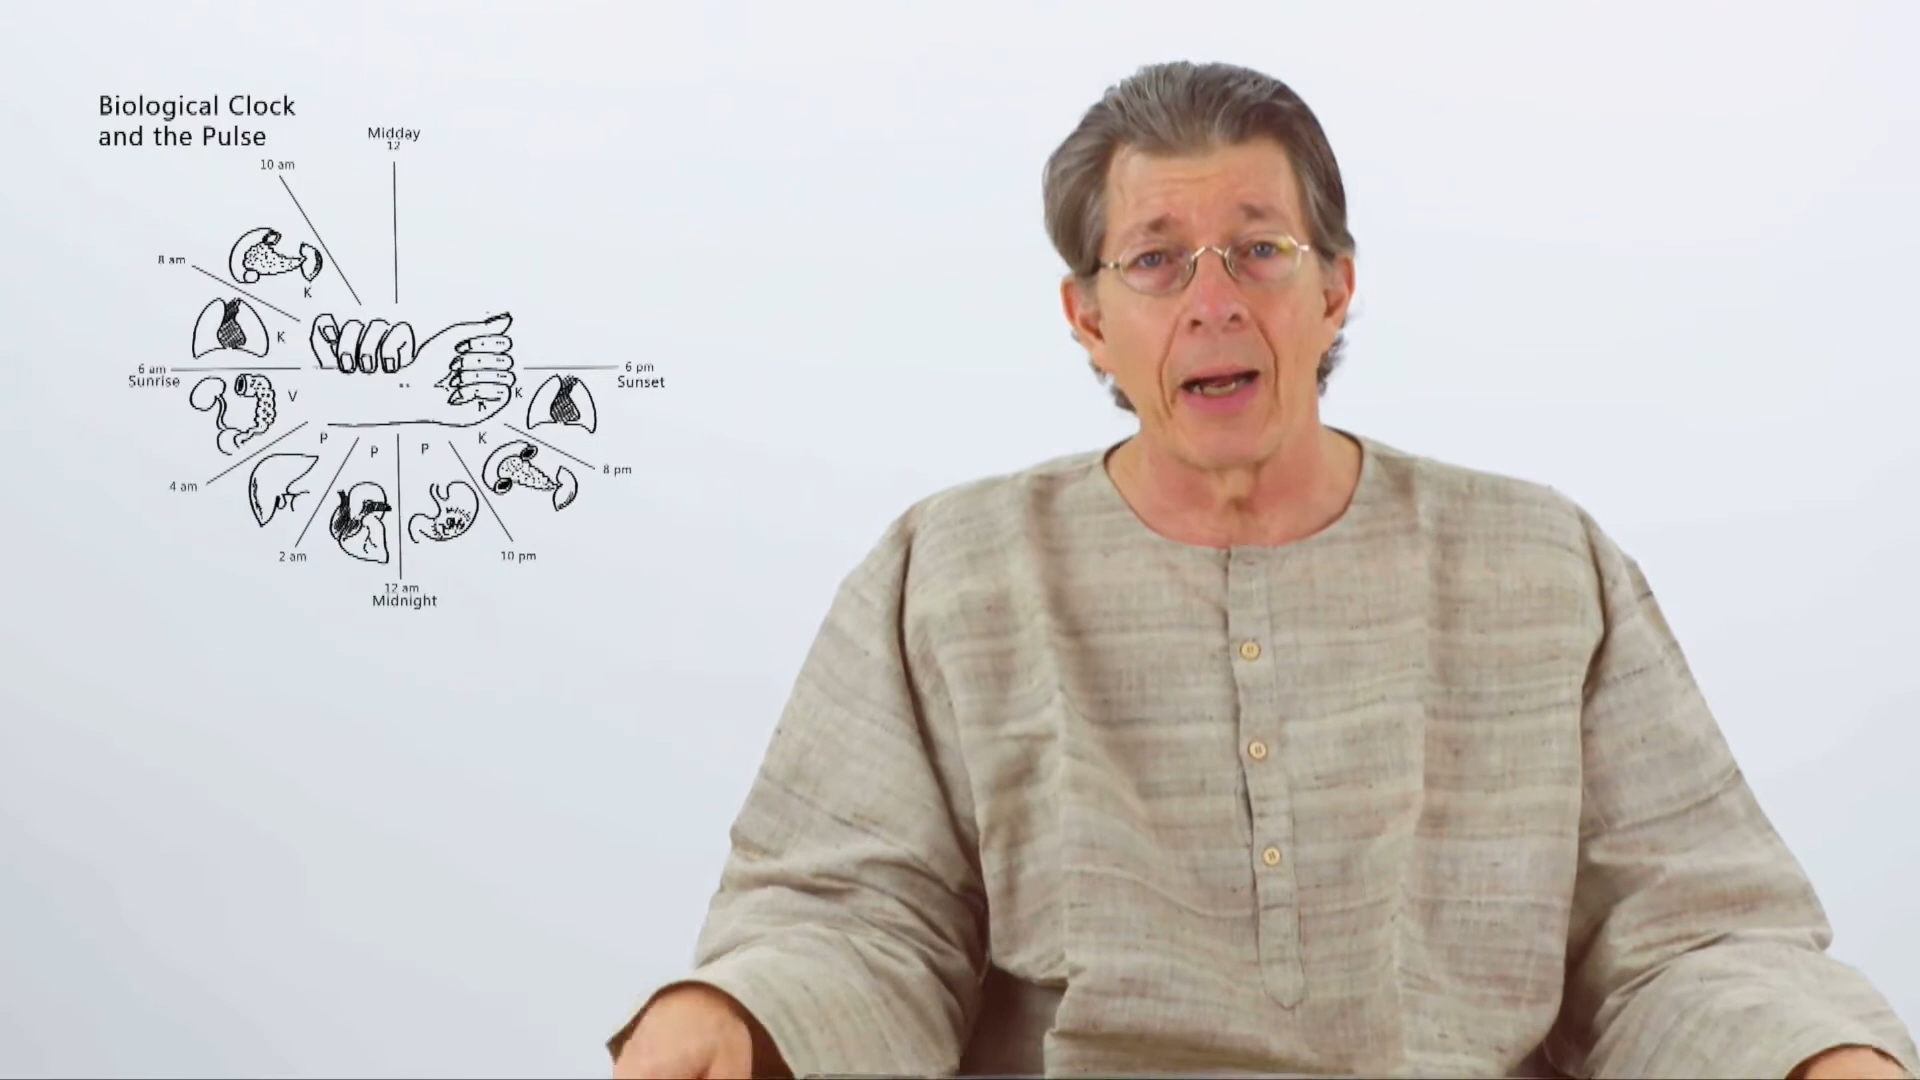 Biological Clock
and the Pulse
Midday
12
10 am
8 am
K
K
6 am
Sunrise
V
6 pm
Sunset
K
P
P
P
K
8 pm
4 am
2 am
10 pm
12 am
Midnight